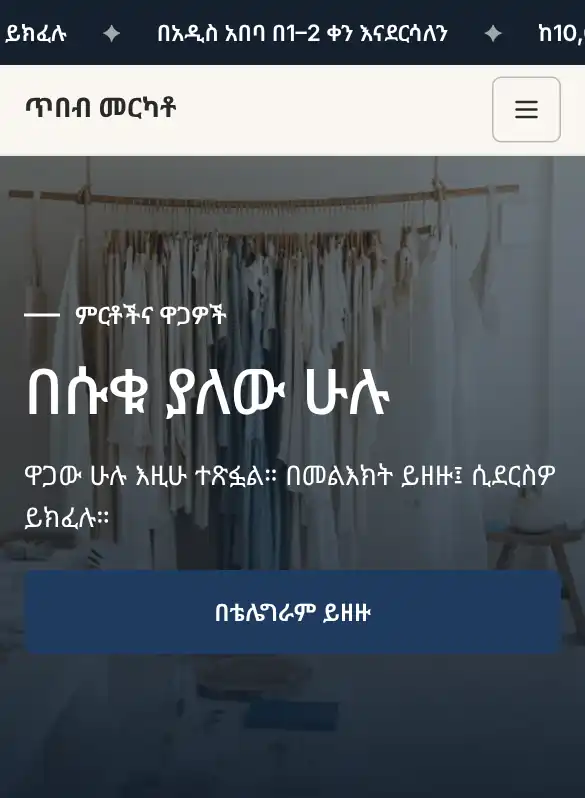 ይክፈሉ ✦ በአዲስ አበባ በ1–2 ቀን እናደርሳለን ✦ ከ10,
ጥበብ መርካቶ
ምርቶችና ዋጋዎች
በሱቁ ያለው ሁሉ
ዋጋው ሁሉ እዚሁ ተጽፏል። በመልእክት ይዘዙ፤ ሲደርስዎ
ይክፈሉ።
በቴሌግራም ይዘዙ